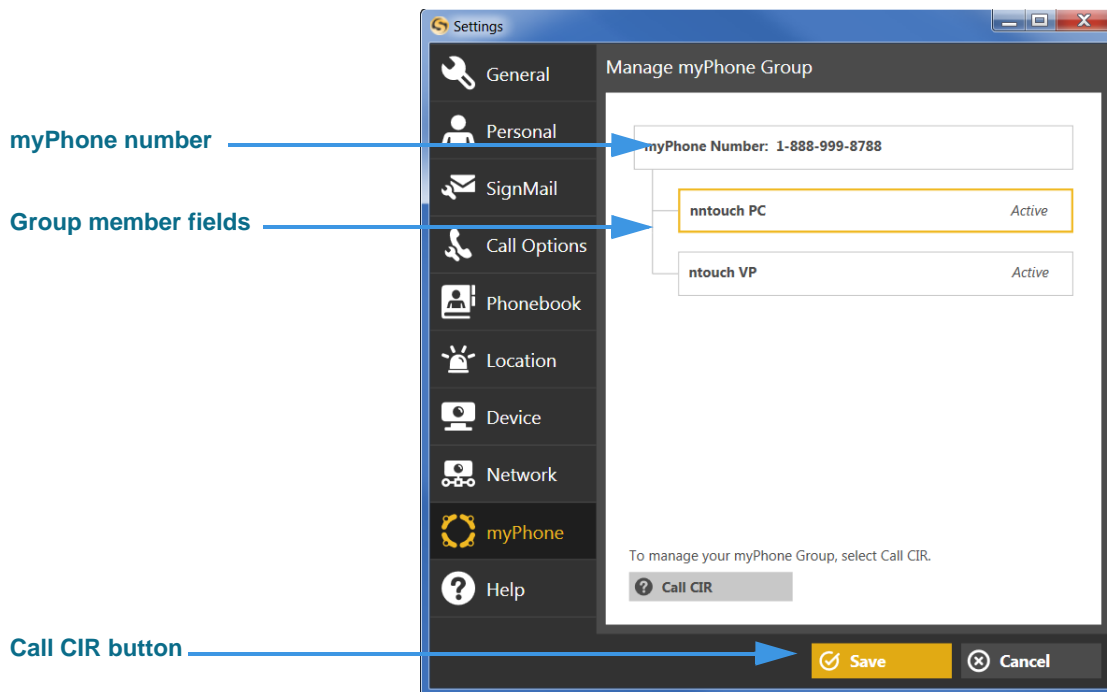 Settings
General
Personal
SignMail
Call Options
Phonebook
Location
Device
Network
myPhone
Help
Manage myPhone Group
myPhone number
myPhone Number: 1-888-999-8788
Group member fields
nntouch PC Active
ntouch VP Active
To manage your myPhone Group, select Call CIR.
Call CIR
Call CIR button
Save
Cancel